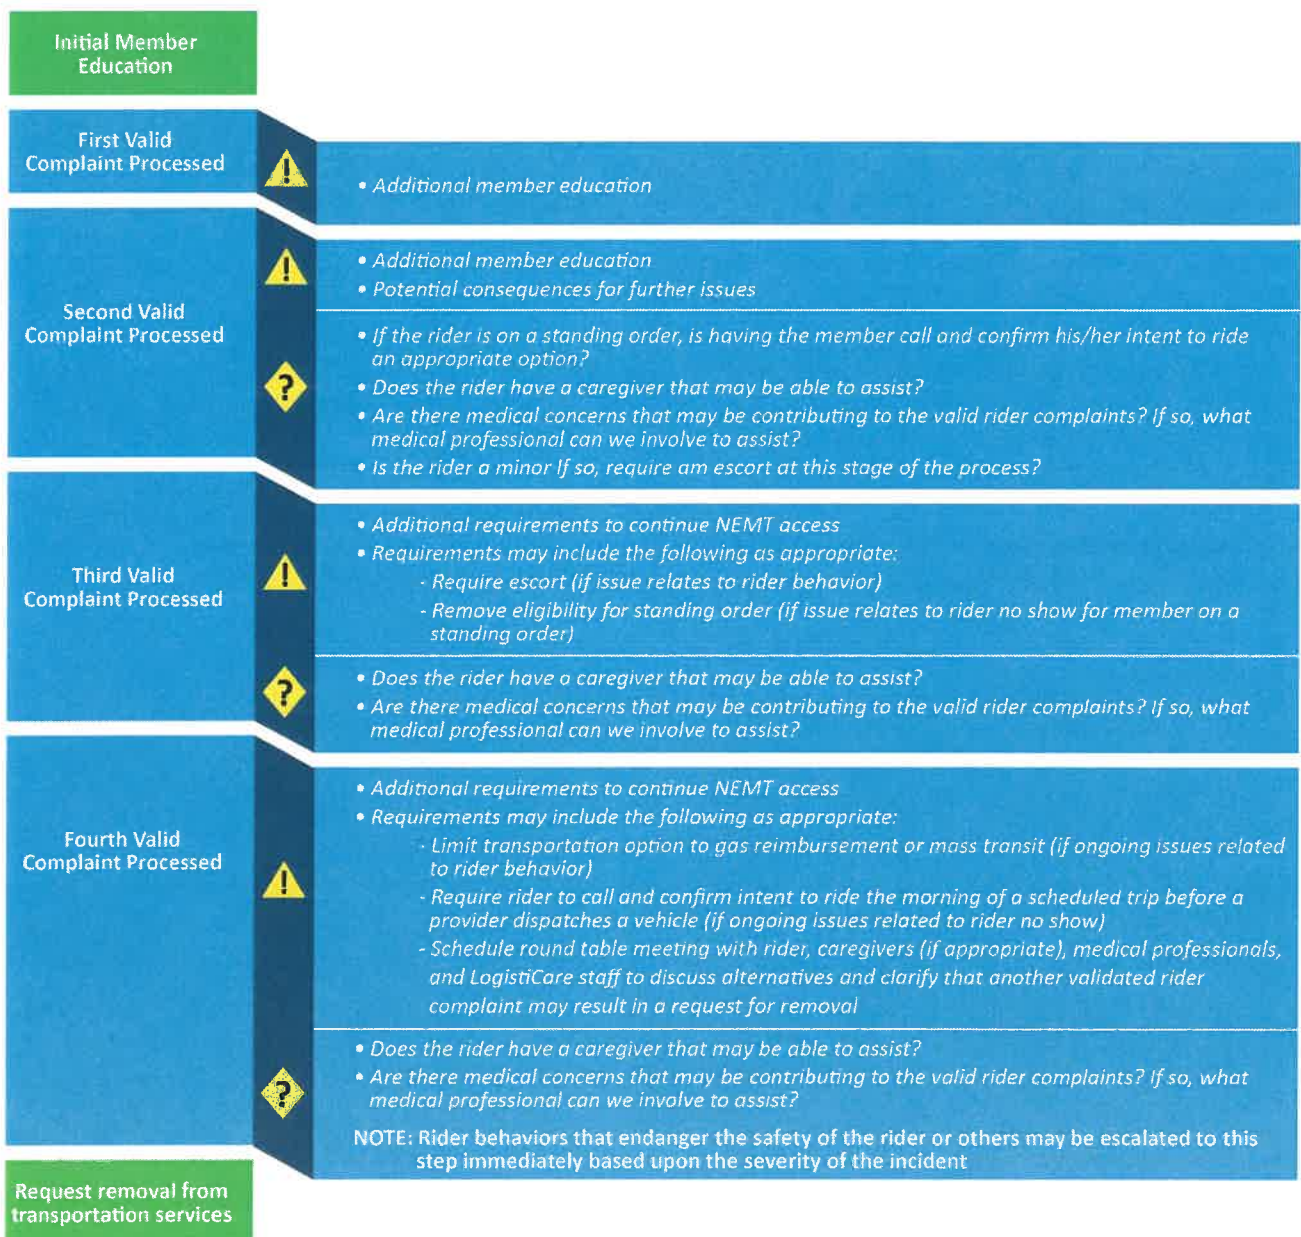 Initial Member
Education
First Valid
Complaint Processed
• Additional member education
Second Valid
Complaint Processed
• Additional member education
• Potential consequences for further issues
• If the rider is on a standing order, is having the member call and confirm his/her intent to ride
an appropriate option?
• Does the rider have a caregiver that may be able to assist?
• Are there medical concerns that may be contributing to the valid rider complaints? If so, what
medical professional can we involve to assist?
• Is the rider a minor If so, require am escort at this stage of the process?
Third Valid
Complaint Processed
• Additional requirements to continue NEMT access
• Requirements may include the following as appropriate:
- Require escort (if issue relates to rider behavior)
- Remove eligibility for standing order (if issue relates to rider no show for member on a
standing order)
• Does the rider have a caregiver that may be able to assist?
• Are there medical concerns that may be contributing to the valid rider complaints? If so, what
medical professional can we involve to assist?
Fourth Valid
Complaint Processed
• Additional requirements to continue NEMT access
• Requirements may include the following as appropriate:
- Limit transportation option to gas reimbursement or mass transit (if ongoing issues related
to rider behavior)
- Require rider to call and confirm intent to ride the morning of a scheduled trip before a
provider dispatches a vehicle (if ongoing issues related to rider no show)
- Schedule round table meeting with rider, caregivers (if appropriate), medical professionals,
and LogistiCare staff to discuss alternatives and clarify that another validated rider
complaint may result in a request for removal
• Does the rider have a caregiver that may be able to assist?
• Are there medical concerns that may be contributing to the valid rider complaints? If so, what
medical professional can we involve to assist?
NOTE: Rider behaviors that endanger the safety of the rider or others may be escalated to this
step immediately based upon the severity of the incident
Request removal from
transportation services